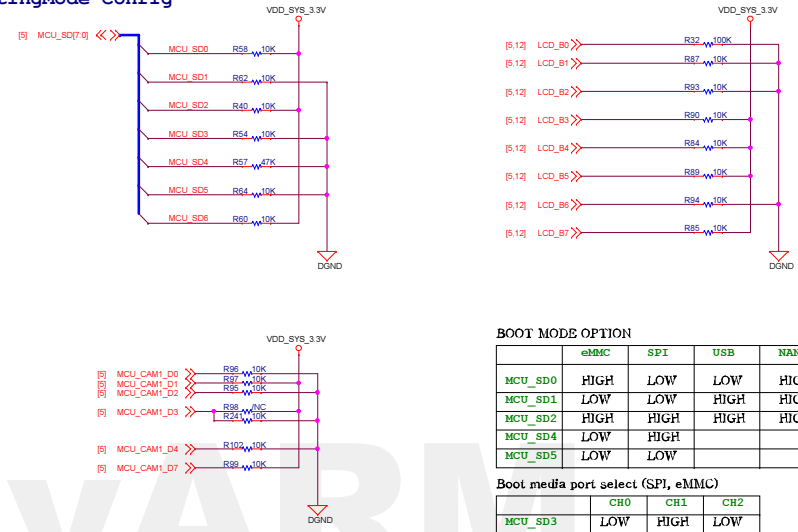 tingMode Config
VDD_SYS_3.3V
[5] MCU_SD[7:0]
MCU_SD0 R58 10K
MCU_SD1 R62 10K
MCU_SD2 R40 10K
MCU_SD3 R54 10K
MCU_SD4 R57 47K
MCU_SD5 R64 10K
MCU_SD6 R60 10K
DGND
VDD_SYS_3.3V
[5,12] LCD_B0 R32 100K
[5,12] LCD_B1 R87 10K
[5,12] LCD_B2 R93 10K
[5,12] LCD_B3 R90 10K
[5,12] LCD_B4 R84 10K
[5,12] LCD_B5 R89 10K
[5,12] LCD_B6 R94 10K
[5,12] LCD_B7 R85 10K
DGND
VDD_SYS_3.3V
[5] MCU_CAM1_D0 R96 10K
[5] MCU_CAM1_D1 R97 10K
[5] MCU_CAM1_D2 R95 10K
[5] MCU_CAM1_D3 R98 /NC
R241 10K
[5] MCU_CAM1_D4 R102 10K
[5] MCU_CAM1_D7 R99 10K
DGND
BOOT MODE OPTION
eMMC SPI USB NAN
MCU_SD0 HIGH LOW LOW HIG
MCU_SD1 LOW LOW HIGH HIG
MCU_SD2 HIGH HIGH HIGH HIG
MCU_SD4 LOW HIGH
MCU_SD5 LOW LOW
Boot media port select (SPI, eMMC)
CH0 CH1 CH2
MCU_SD3 LOW HIGH LOW
yARM